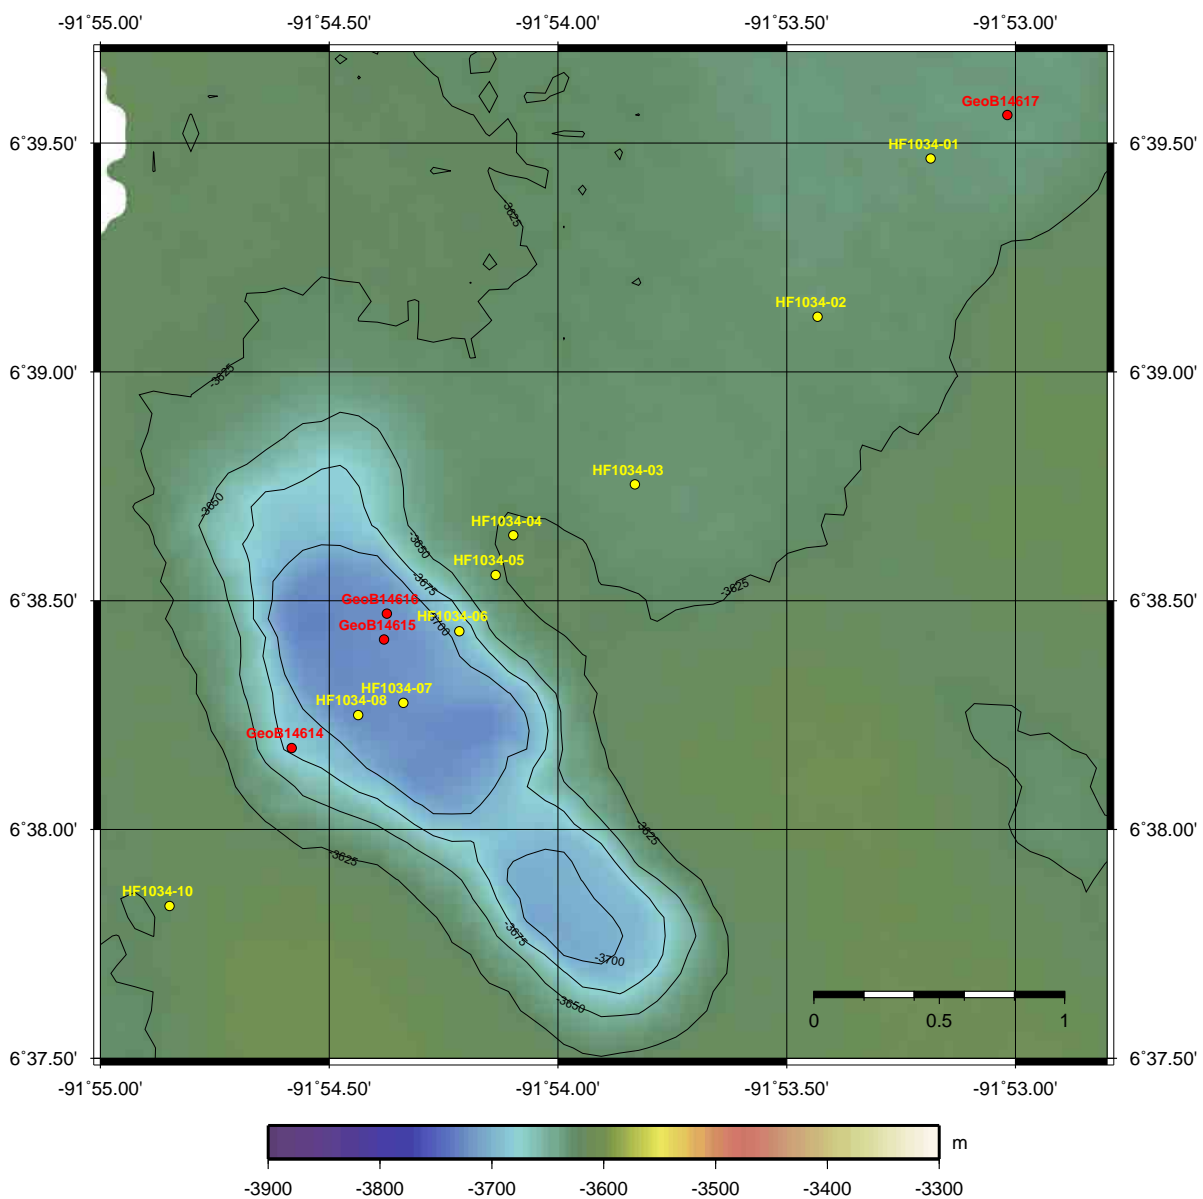 -91˚55.00' -91˚54.50' -91˚54.00' -91˚53.50' -91˚53.00'
GeoB14617
6˚39.50' HF1034-01 6˚39.50'
3625
HF1034-02
6˚39.00' -3625 6˚39.00'
HF1034-03
-3650
HF1034-04
-3650
HF1034-05
-3675 -3625
6˚38.50' GeoB14616 6˚38.50'
HF1034-06
GeoB14615 -3700
HF1034-07
HF1034-08
GeoB14614
6˚38.00' -3625 6˚38.00'
-3625
HF1034-10
-3675
-3700
-3650
0 0.5 1
6˚37.50' 6˚37.50'
-91˚55.00' -91˚54.50' -91˚54.00' -91˚53.50' -91˚53.00'
m
-3900 -3800 -3700 -3600 -3500 -3400 -3300